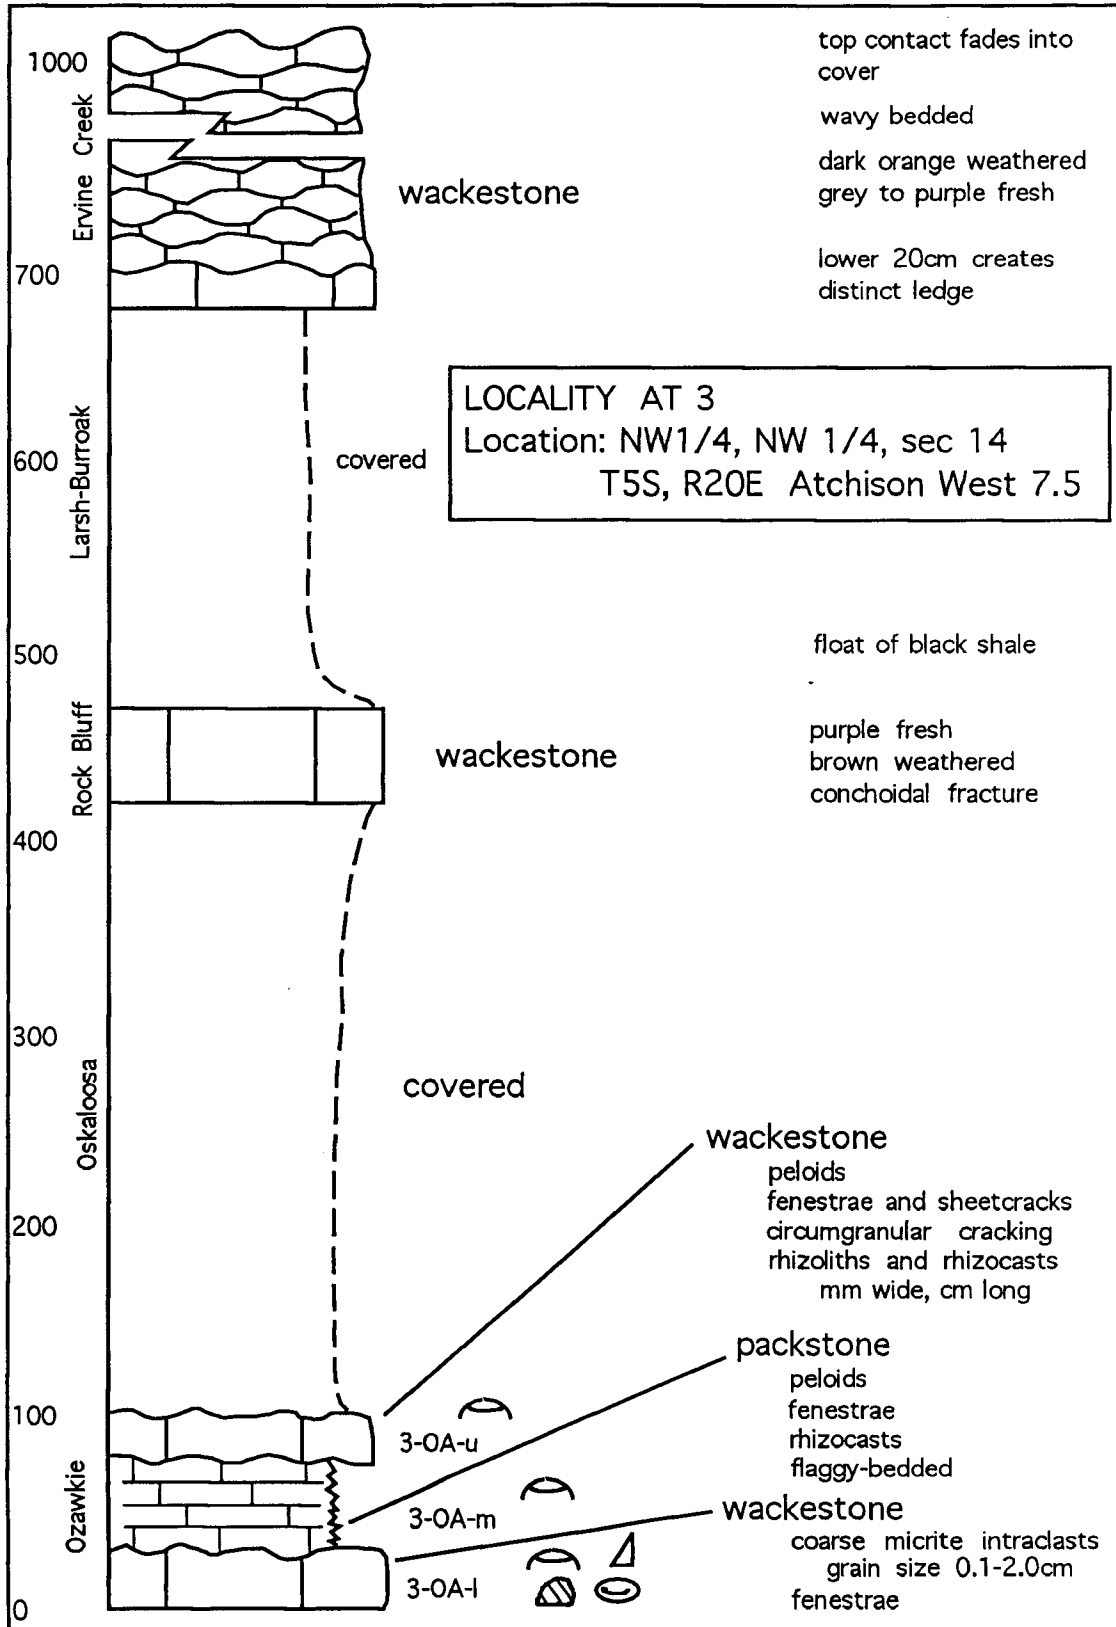 1000
Ervine Creek
700
wackestone
top contact fades into
cover
wavy bedded
dark orange weathered
grey to purple fresh
lower 20cm creates
distinct ledge
LOCALITY AT 3
Location: NW1/4, NW 1/4, sec 14
T5S, R20E Atchison West 7.5
Larsh-Burroak
600
covered
500
float of black shale
Rock Bluff
wackestone
purple fresh
brown weathered
conchoidal fracture
400
300
Oskaloosa
covered
200
wackestone
peloids
fenestrae and sheetcracks
circumgranular cracking
rhizoliths and rhizocasts
mm wide, cm long
packstone
peloids
fenestrae
rhizocasts
flaggy-bedded
100
3-OA-u
Ozawkie
3-OA-m
wackestone
coarse micrite intraclasts
grain size 0.1-2.0cm
fenestrae
3-OA-l
0